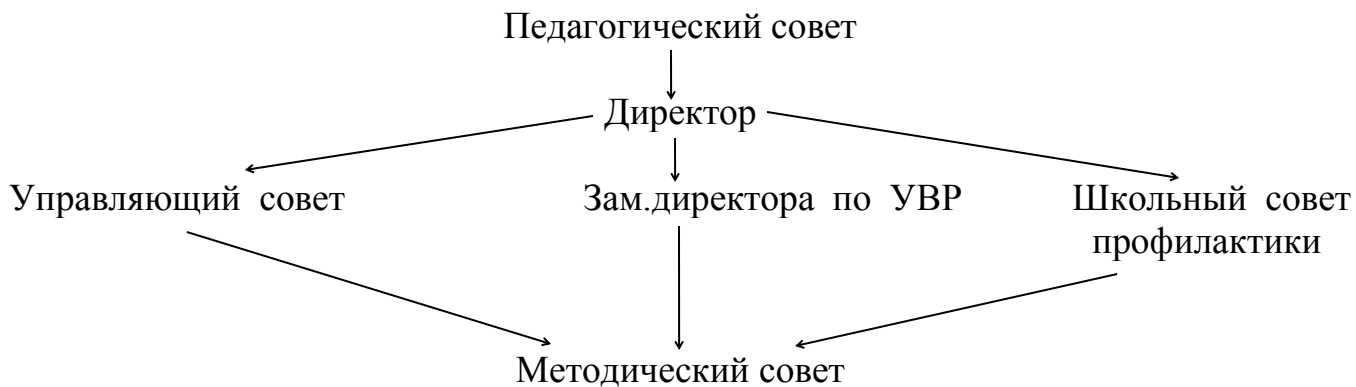 Педагогический совет
Директор
Управляющий совет
Зам.директора по УВР
Школьный совет
профилактики
Методический совет